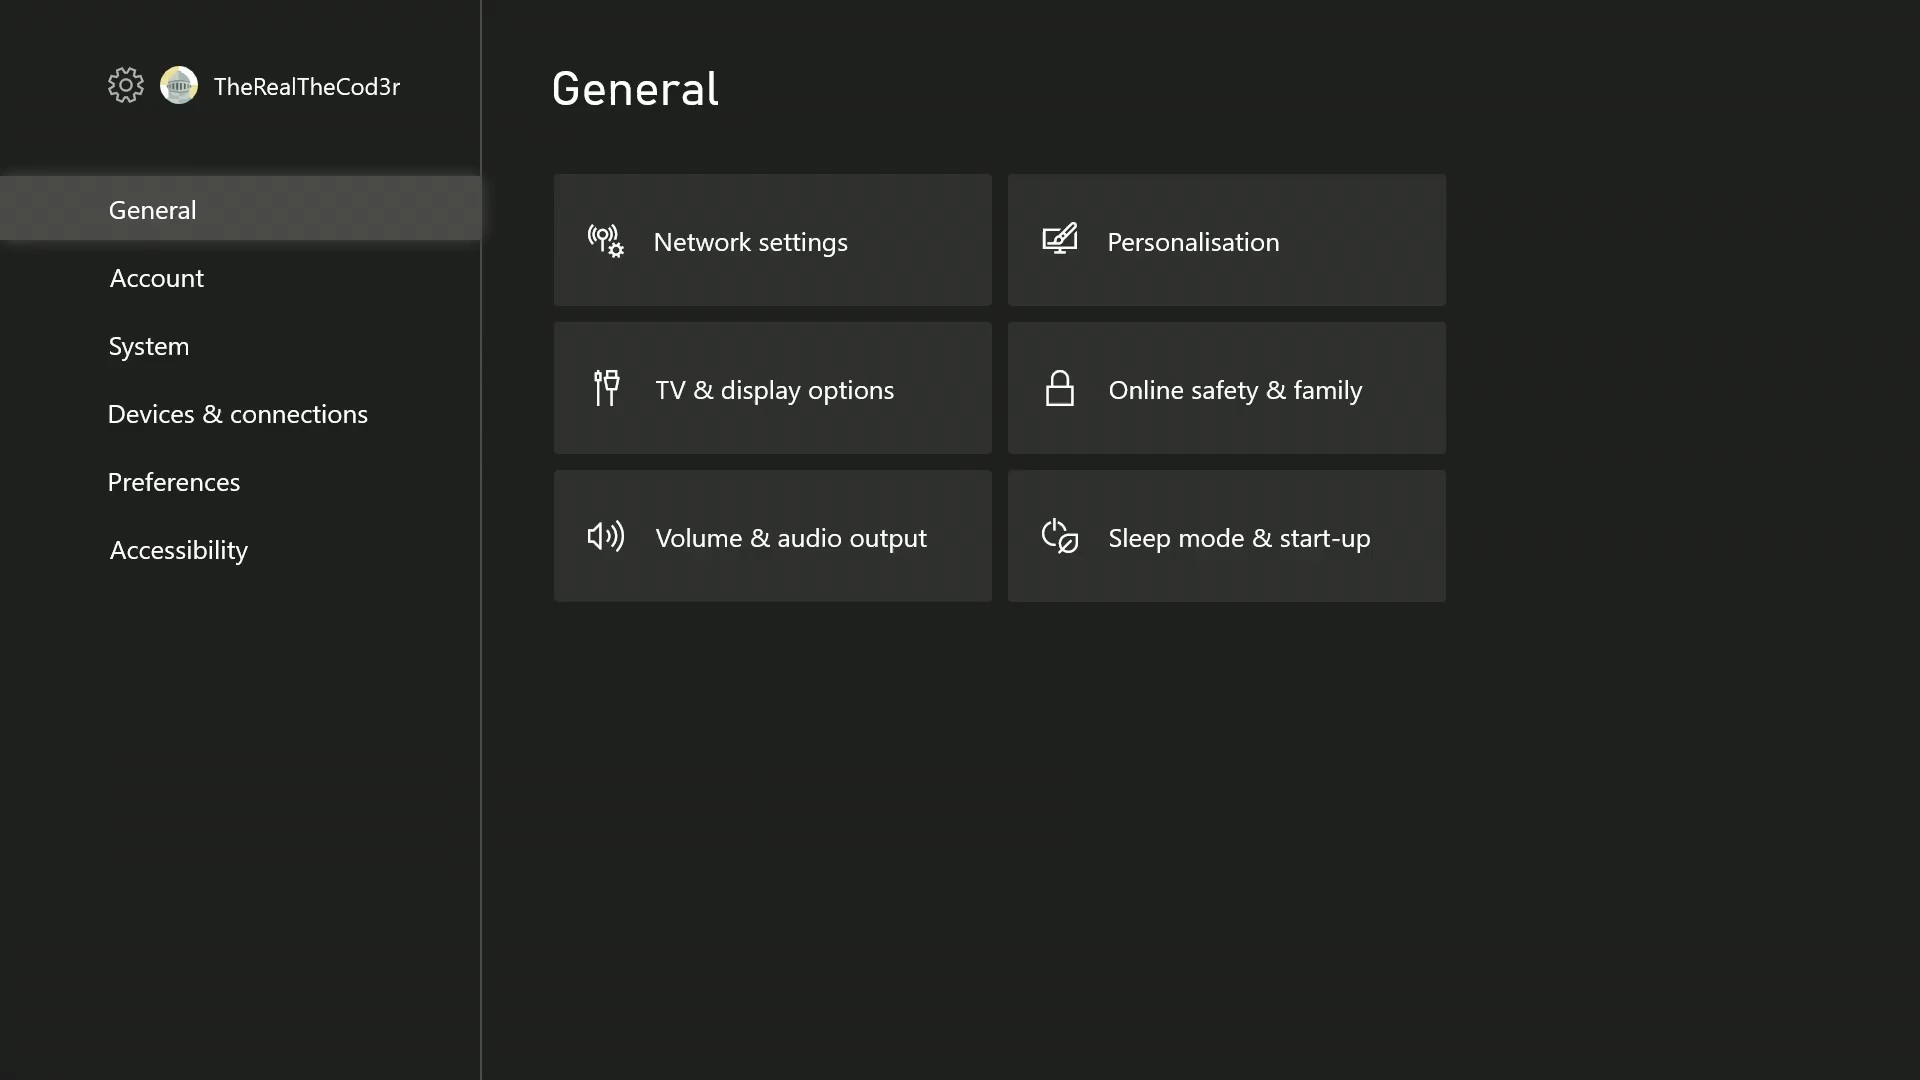 TheRealTheCod3r
General
Account
System
Devices & connections
Preferences
Accessibility
General
Network settings
Personalisation
TV & display options
Online safety & family
Volume & audio output
Sleep mode & start-up